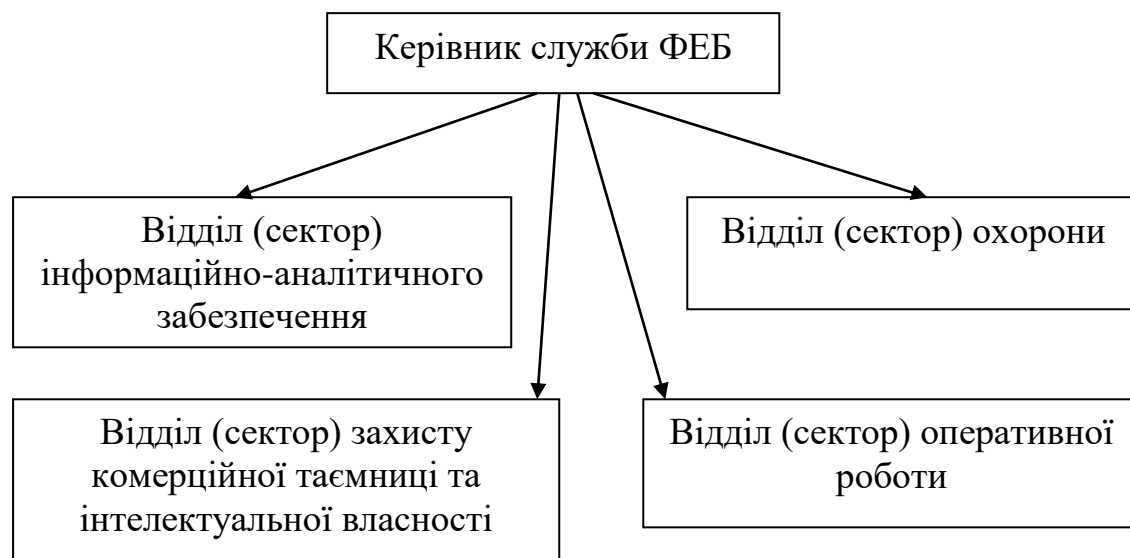 Керівник служби ФЕБ
Відділ (сектор)
інформаційно-аналітичного
забезпечення
Відділ (сектор) охорони
Відділ (сектор) захисту
комерційної таємниці та
інтелектуальної власності
Відділ (сектор) оперативної
роботи